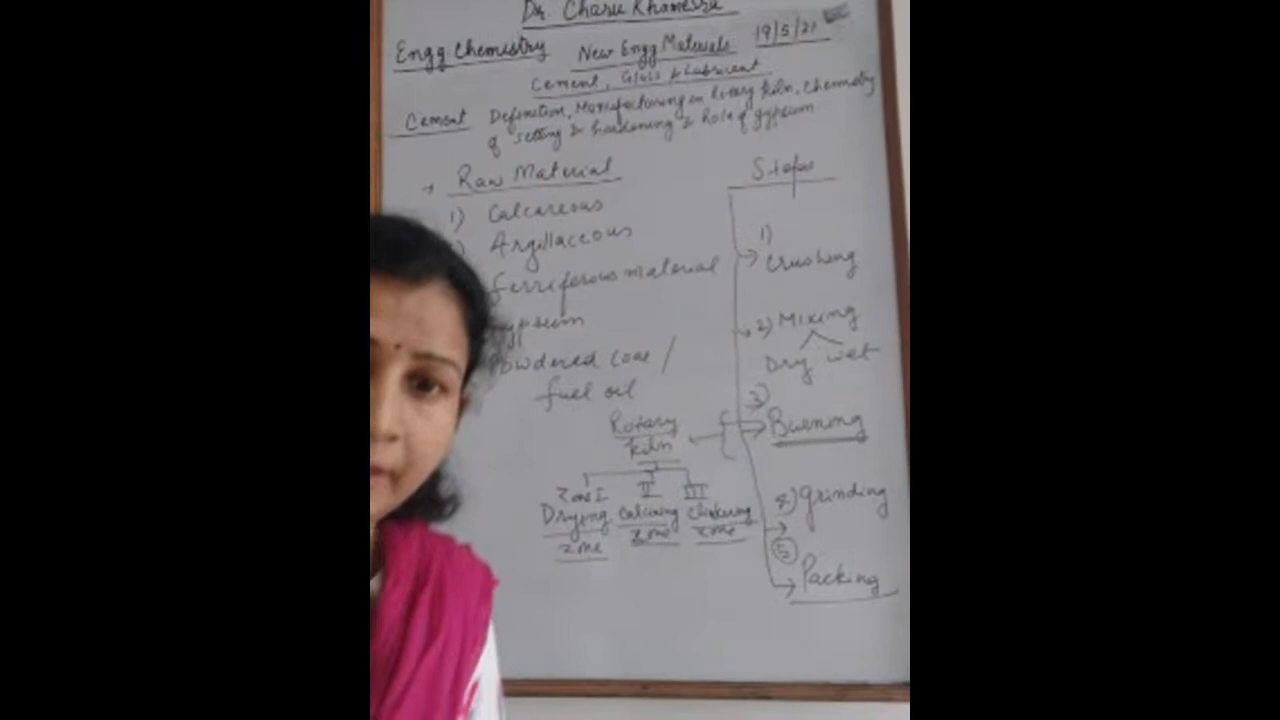 Dr. Charu Khamesra
Engg Chemistry New Engg Materials 19/5/21
Cement, Glass & Lubricant
Cement Definition, Manufacturing in Rotary kiln, Chemistry
of setting & hardening & Role of gypsum
→ Raw Material
1) Calcareous
Argillaceous
ferriferous material
gypsum
Powdered coal /
fuel oil
Steps
1)
Crushing
2) Mixing
Dry wet
3)
Burning
Rotary
kiln
Zone I II III
Drying Calcining Clinkering
zone zone zone
4) Grinding
5
Packing